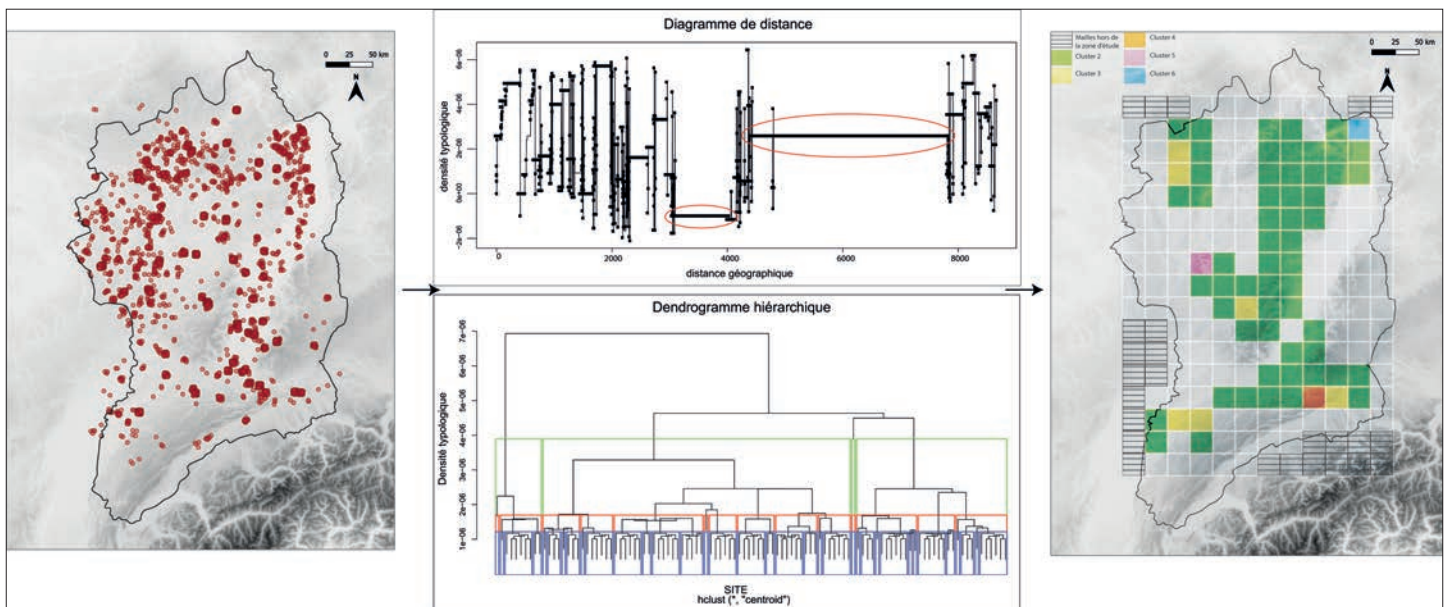 0 25 50 km
N
Diagramme de distance
densité typologique
-2e-06 0e+00 2e-06 4e-06 6e-06
0 2000 4000 6000 8000
distance géographique
Dendrogramme hiérarchique
Densité typologique
1e-06 2e-06 3e-06 4e-06 5e-06 6e-06 7e-06
SITE
hclust (*, "centroid")
Mailles hors de
la zone d'étude
Cluster 2
Cluster 3
Cluster 4
Cluster 5
Cluster 6
0 25 50 km
N